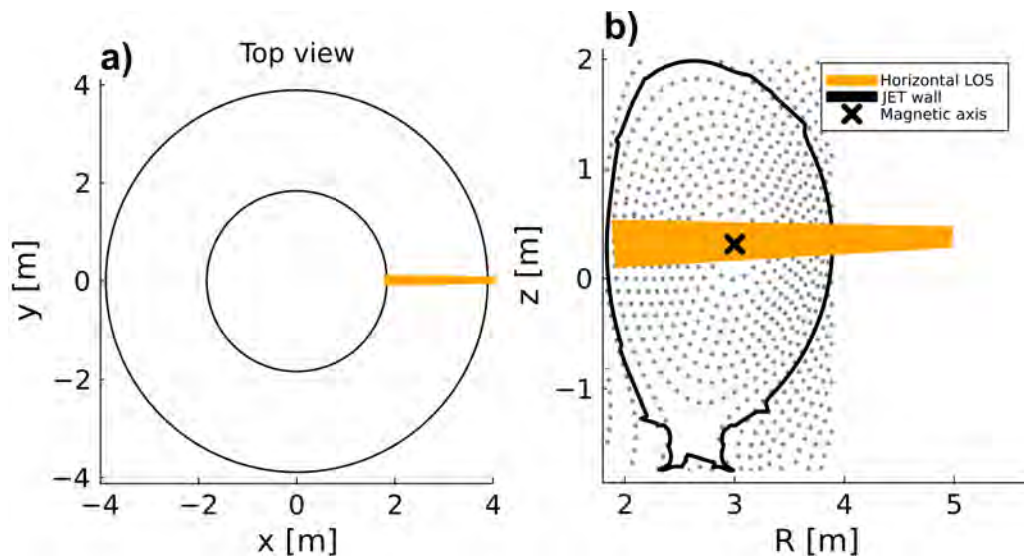 a)
Top view
4
2
0
−2
−4
y [m]
−4 −2 0 2 4
x [m]
b)
Horizontal LOS
JET wall
Magnetic axis
2
1
0
−1
z [m]
2 3 4 5
R [m]